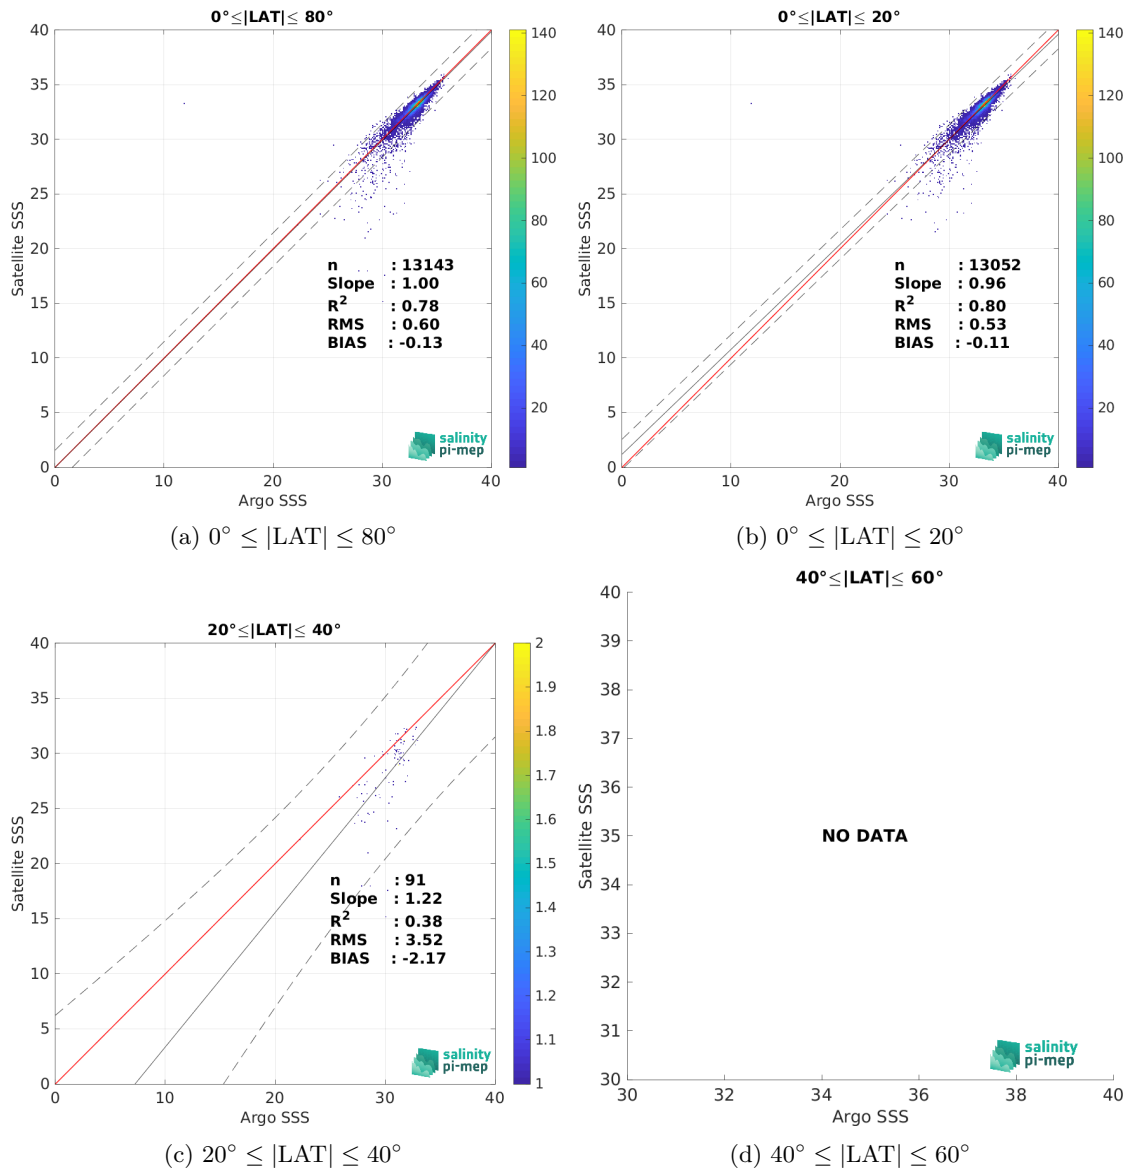 0°≤|LAT|≤ 80°
40
35
30
25
20
15
10
5
0
0
10
20
30
40
Satellite SSS
Argo SSS
140
120
100
80
60
40
20
n : 13143
Slope : 1.00
R² : 0.78
RMS : 0.60
BIAS : -0.13
salinity
pi-mep
(a) 0° ≤ |LAT| ≤ 80°
0°≤|LAT|≤ 20°
40
35
30
25
20
15
10
5
0
0
10
20
30
40
Satellite SSS
Argo SSS
140
120
100
80
60
40
20
n : 13052
Slope : 0.96
R² : 0.80
RMS : 0.53
BIAS : -0.11
salinity
pi-mep
(b) 0° ≤ |LAT| ≤ 20°
20°≤|LAT|≤ 40°
40
35
30
25
20
15
10
5
0
0
10
20
30
40
Satellite SSS
Argo SSS
2
1.9
1.8
1.7
1.6
1.5
1.4
1.3
1.2
1.1
1
n : 91
Slope : 1.22
R² : 0.38
RMS : 3.52
BIAS : -2.17
salinity
pi-mep
(c) 20° ≤ |LAT| ≤ 40°
40°≤|LAT|≤ 60°
40
39
38
37
36
35
34
33
32
31
30
30
32
34
36
38
40
Satellite SSS
Argo SSS
NO DATA
salinity
pi-mep
(d) 40° ≤ |LAT| ≤ 60°